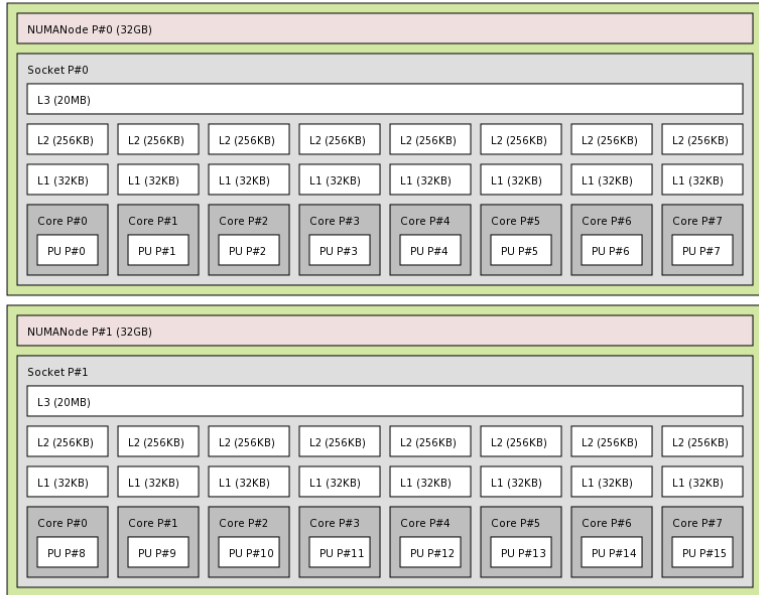 NUMANode P#0 (32GB)
Socket P#0
L3 (20MB)
L2 (256KB) L2 (256KB) L2 (256KB) L2 (256KB) L2 (256KB) L2 (256KB) L2 (256KB) L2 (256KB)
L1 (32KB) L1 (32KB) L1 (32KB) L1 (32KB) L1 (32KB) L1 (32KB) L1 (32KB) L1 (32KB)
Core P#0 Core P#1 Core P#2 Core P#3 Core P#4 Core P#5 Core P#6 Core P#7
PU P#0 PU P#1 PU P#2 PU P#3 PU P#4 PU P#5 PU P#6 PU P#7
NUMANode P#1 (32GB)
Socket P#1
L3 (20MB)
L2 (256KB) L2 (256KB) L2 (256KB) L2 (256KB) L2 (256KB) L2 (256KB) L2 (256KB) L2 (256KB)
L1 (32KB) L1 (32KB) L1 (32KB) L1 (32KB) L1 (32KB) L1 (32KB) L1 (32KB) L1 (32KB)
Core P#0 Core P#1 Core P#2 Core P#3 Core P#4 Core P#5 Core P#6 Core P#7
PU P#8 PU P#9 PU P#10 PU P#11 PU P#12 PU P#13 PU P#14 PU P#15